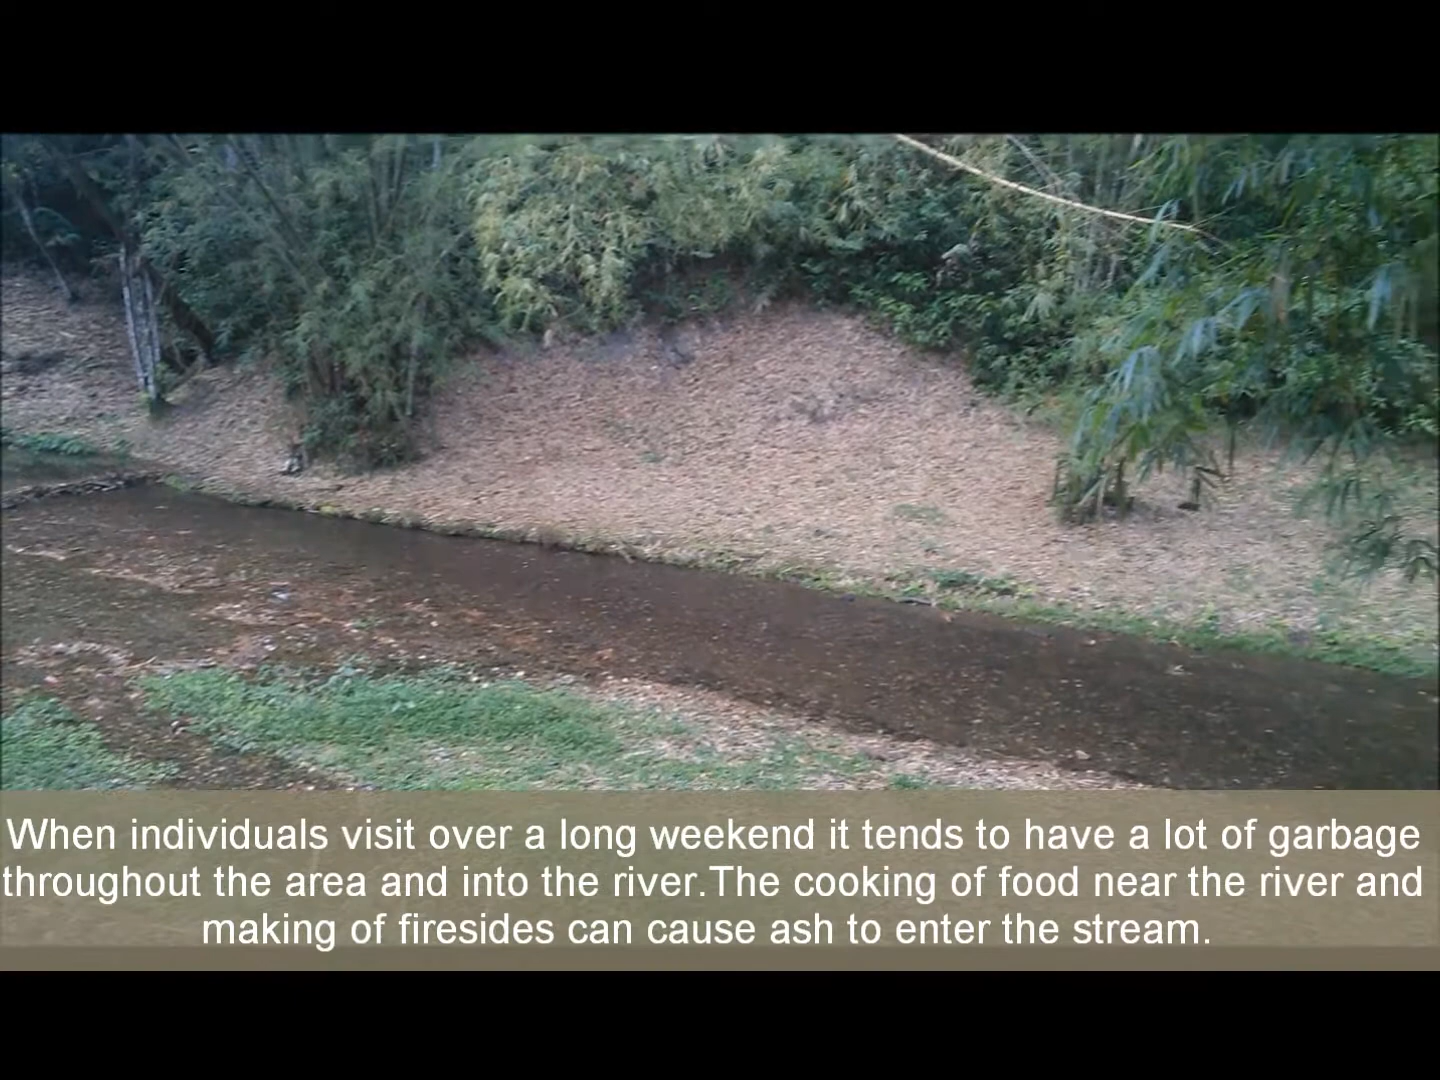 When individuals visit over a long weekend it tends to have a lot of garbage
throughout the area and into the river.The cooking of food near the river and
making of firesides can cause ash to enter the stream.